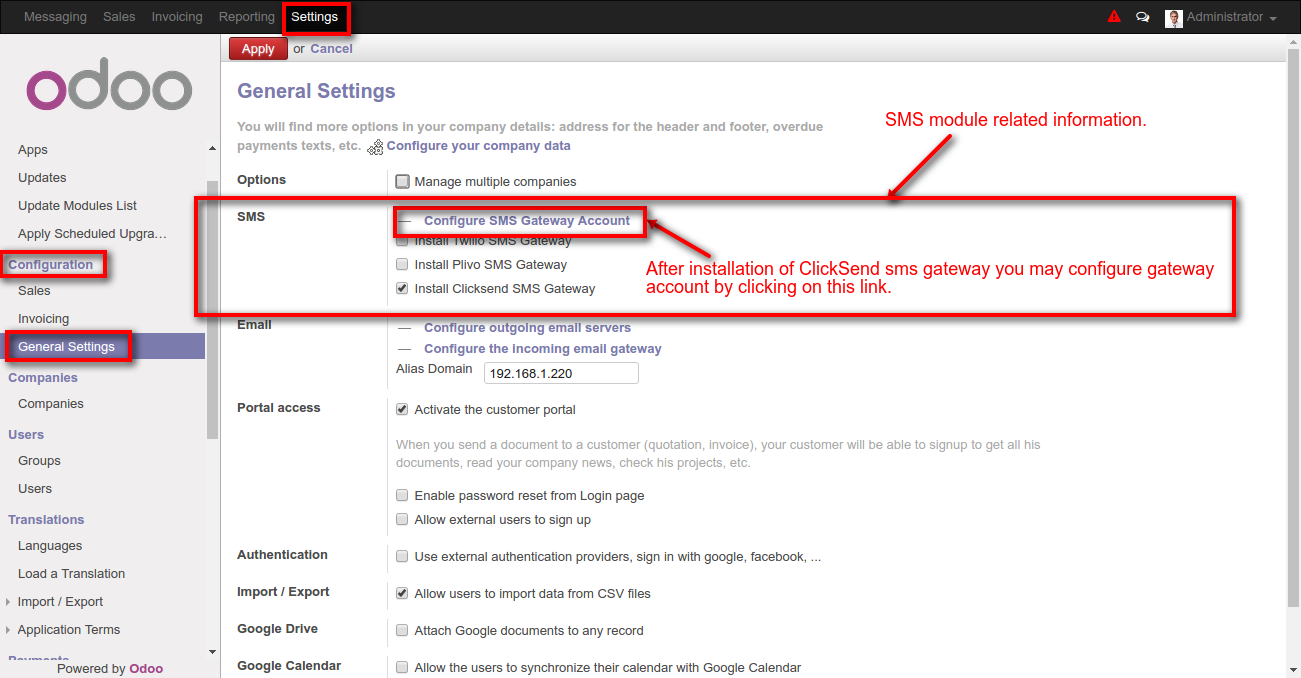 Messaging Sales Invoicing Reporting Settings Administrator
Apply or Cancel
odoo
Apps
Updates
Update Modules List
Apply Scheduled Upgra...
Configuration
Sales
Invoicing
General Settings
Companies
Companies
Users
Groups
Users
Translations
Languages
Load a Translation
Import / Export
Application Terms
Payments
Powered by Odoo
General Settings
You will find more options in your company details: address for the header and footer, overdue
payments texts, etc. Configure your company data
SMS module related information.
Options Manage multiple companies
SMS — Configure SMS Gateway Account
Install Twilio SMS Gateway
Install Plivo SMS Gateway
Install Clicksend SMS Gateway
After installation of ClickSend sms gateway you may configure gateway
account by clicking on this link.
Email — Configure outgoing email servers
— Configure the incoming email gateway
Alias Domain 192.168.1.220
Portal access Activate the customer portal
When you send a document to a customer (quotation, invoice), your customer will be able to signup to get all his
documents, read your company news, check his projects, etc.
Enable password reset from Login page
Allow external users to sign up
Authentication Use external authentication providers, sign in with google, facebook, ...
Import / Export Allow users to import data from CSV files
Google Drive Attach Google documents to any record
Google Calendar Allow the users to synchronize their calendar with Google Calendar